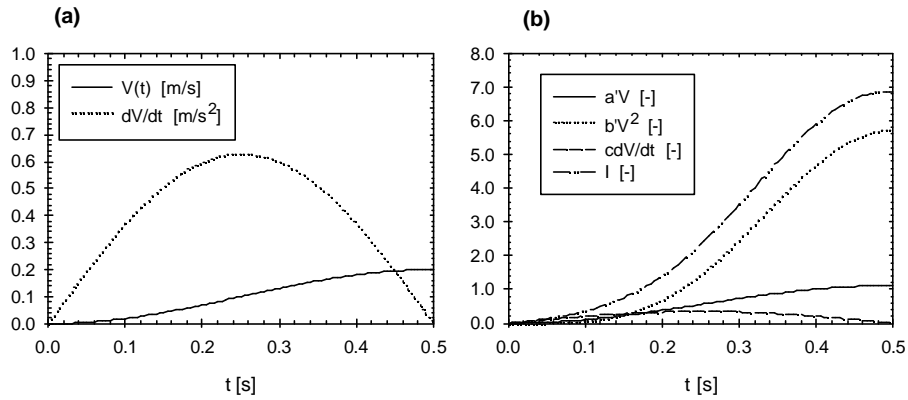 (a)
1.0
0.9
0.8
0.7
0.6
0.5
0.4
0.3
0.2
0.1
0.0
V(t) [m/s]
dV/dt [m/s²]
0.0 0.1 0.2 0.3 0.4 0.5
t [s]
(b)
8.0
7.0
6.0
5.0
4.0
3.0
2.0
1.0
0.0
a'V [-]
b'V² [-]
cdV/dt [-]
I [-]
0.0 0.1 0.2 0.3 0.4 0.5
t [s]